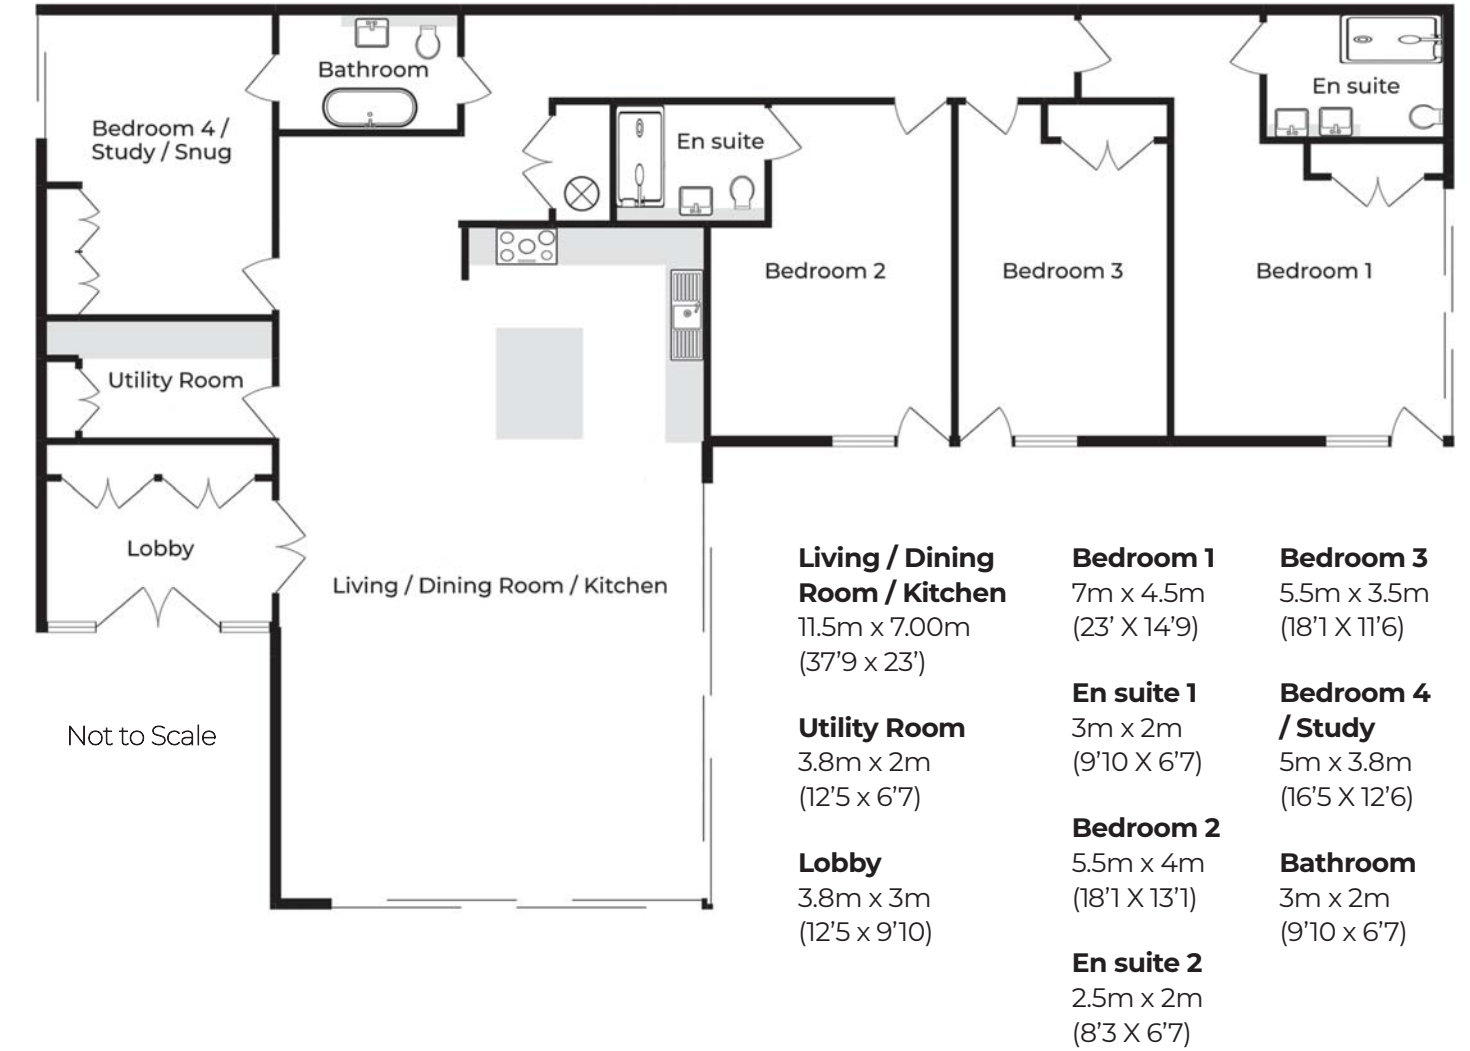 Bathroom
En suite
Bedroom 4 /
Study / Snug
En suite
Bedroom 2
Bedroom 3
Bedroom 1
Utility Room
Lobby
Living / Dining Room / Kitchen
Not to Scale
Living / Dining
Room / Kitchen
11.5m x 7.00m
(37’9 x 23’)
Utility Room
3.8m x 2m
(12’5 x 6’7)
Lobby
3.8m x 3m
(12’5 x 9’10)
Bedroom 1
7m x 4.5m
(23’ X 14’9)
En suite 1
3m x 2m
(9’10 X 6’7)
Bedroom 2
5.5m x 4m
(18’1 X 13’1)
En suite 2
2.5m x 2m
(8’3 X 6’7)
Bedroom 3
5.5m x 3.5m
(18’1 X 11’6)
Bedroom 4
/ Study
5m x 3.8m
(16’5 X 12’6)
Bathroom
3m x 2m
(9’10 x 6’7)